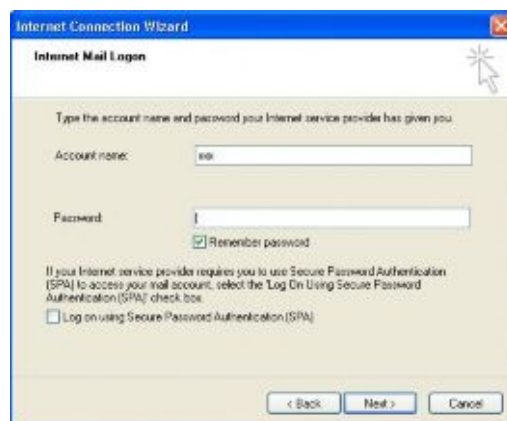 Internet Connection Wizard
Internet Mail Logon
Type the account name and password your Internet service provider has given you.
Account name:
Password:
Remember password
If your Internet service provider requires you to use Secure Password Authentication
(SPA) to access your mail account, select the 'Log On Using Secure Password
Authentication (SPA)' check box.
Log on using Secure Password Authentication (SPA)
< Back
Next >
Cancel